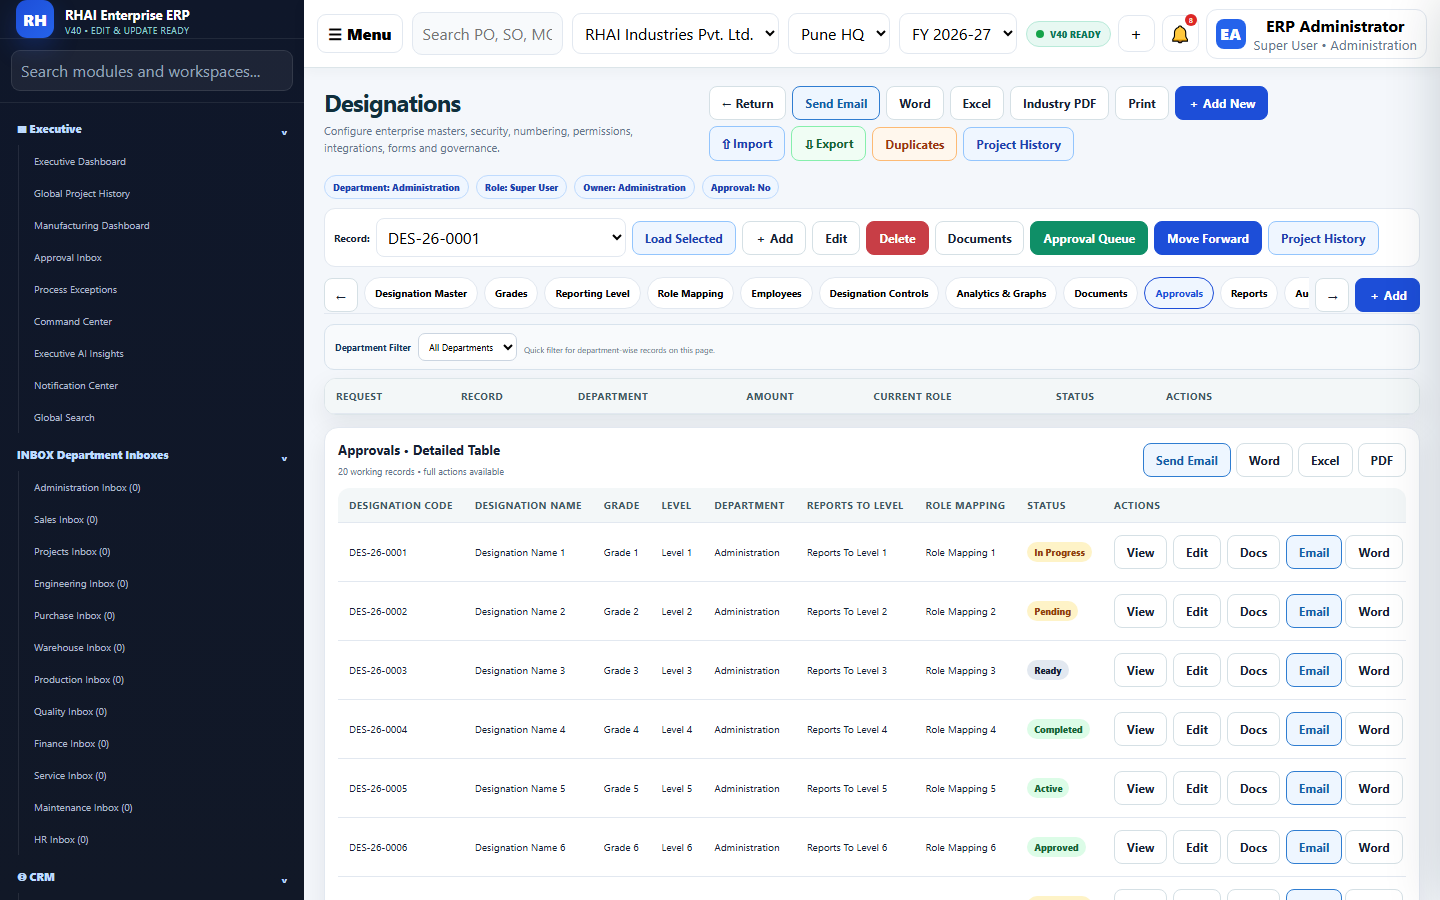 RH
RHAI Enterprise ERP
V40 • EDIT & UPDATE READY
Search modules and workspaces...
Executive
Executive Dashboard
Global Project History
Manufacturing Dashboard
Approval Inbox
Process Exceptions
Command Center
Executive AI Insights
Notification Center
Global Search
INBOX Department Inboxes
Administration Inbox (0)
Sales Inbox (0)
Projects Inbox (0)
Engineering Inbox (0)
Purchase Inbox (0)
Warehouse Inbox (0)
Production Inbox (0)
Quality Inbox (0)
Finance Inbox (0)
Service Inbox (0)
Maintenance Inbox (0)
HR Inbox (0)
CRM
☰ Menu
Search PO, SO, MC
RHAI Industries Pvt. Ltd.
Pune HQ
FY 2026-27
V40 READY
+
8
EA
ERP Administrator
Super User • Administration
Designations
Configure enterprise masters, security, numbering, permissions,
integrations, forms and governance.
← Return
Send Email
Word
Excel
Industry PDF
Print
+ Add New
⇧ Import
⇩ Export
Duplicates
Project History
Department: Administration
Role: Super User
Owner: Administration
Approval: No
Record:
DES-26-0001
Load Selected
+ Add
Edit
Delete
Documents
Approval Queue
Move Forward
Project History
←
Designation Master
Grades
Reporting Level
Role Mapping
Employees
Designation Controls
Analytics & Graphs
Documents
Approvals
Reports
Au
→
+ Add
Department Filter
All Departments
Quick filter for department-wise records on this page.
REQUEST RECORD DEPARTMENT AMOUNT CURRENT ROLE STATUS ACTIONS
Approvals • Detailed Table
20 working records • full actions available
Send Email
Word
Excel
PDF
DESIGNATION CODE DESIGNATION NAME GRADE LEVEL DEPARTMENT REPORTS TO LEVEL ROLE MAPPING STATUS ACTIONS
DES-26-0001 Designation Name 1 Grade 1 Level 1 Administration Reports To Level 1 Role Mapping 1 In Progress View Edit Docs Email Word
DES-26-0002 Designation Name 2 Grade 2 Level 2 Administration Reports To Level 2 Role Mapping 2 Pending View Edit Docs Email Word
DES-26-0003 Designation Name 3 Grade 3 Level 3 Administration Reports To Level 3 Role Mapping 3 Ready View Edit Docs Email Word
DES-26-0004 Designation Name 4 Grade 4 Level 4 Administration Reports To Level 4 Role Mapping 4 Completed View Edit Docs Email Word
DES-26-0005 Designation Name 5 Grade 5 Level 5 Administration Reports To Level 5 Role Mapping 5 Active View Edit Docs Email Word
DES-26-0006 Designation Name 6 Grade 6 Level 6 Administration Reports To Level 6 Role Mapping 6 Approved View Edit Docs Email Word